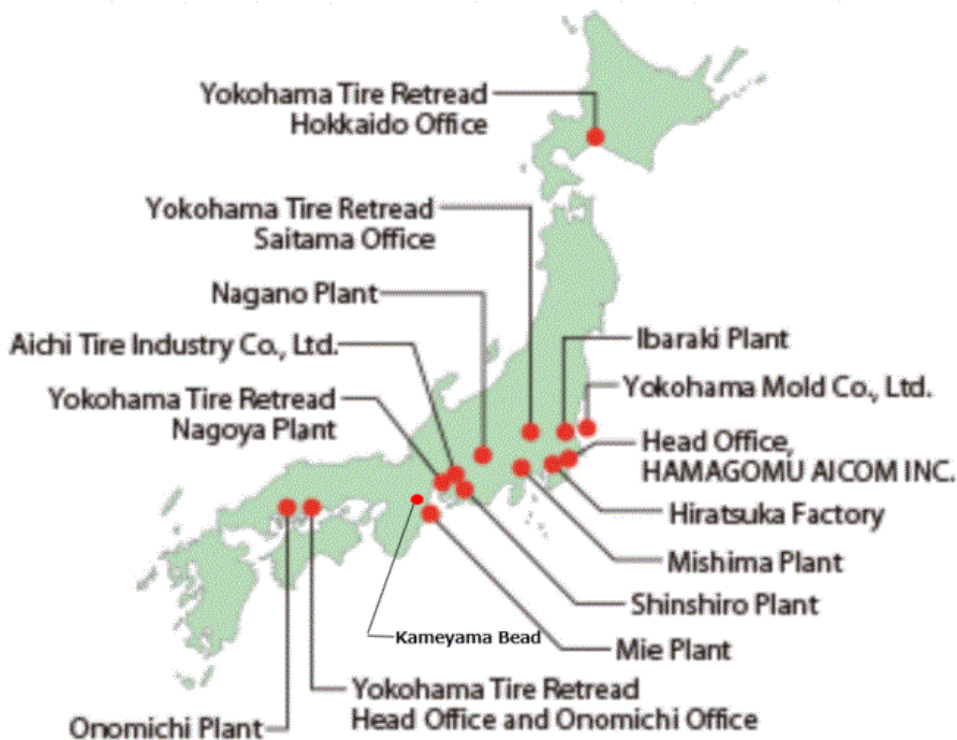 Yokohama Tire Retread
Hokkaido Office
Yokohama Tire Retread
Saitama Office
Nagano Plant
Aichi Tire Industry Co., Ltd.
Yokohama Tire Retread
Nagoya Plant
Ibaraki Plant
Yokohama Mold Co., Ltd.
Head Office,
HAMAGOMU AICOM INC.
Hiratsuka Factory
Mishima Plant
Shinshiro Plant
Kameyama Bead
Mie Plant
Yokohama Tire Retread
Head Office and Onomichi Office
Onomichi Plant